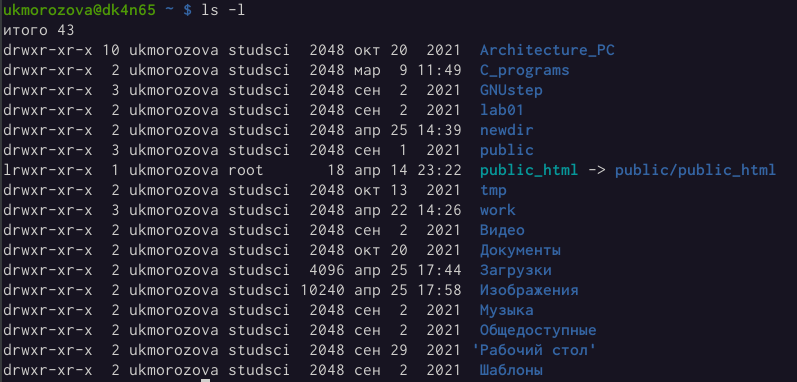 ukmorozova@dk4n65 ~ $ ls -l
итого 43
drwxr-xr-x 10 ukmorozova studsci  2048 окт 20  2021  Architecture_PC
drwxr-xr-x  2 ukmorozova studsci  2048 мар  9 11:49  C_programs
drwxr-xr-x  3 ukmorozova studsci  2048 сен  2  2021  GNUstep
drwxr-xr-x  2 ukmorozova studsci  2048 сен  2  2021  lab01
drwxr-xr-x  2 ukmorozova studsci  2048 апр 25 14:39  newdir
drwxr-xr-x  3 ukmorozova studsci  2048 сен  1  2021  public
lrwxr-xr-x  1 ukmorozova root       18 апр 14 23:22  public_html -> public/public_html
drwxr-xr-x  2 ukmorozova studsci  2048 окт 13  2021  tmp
drwxr-xr-x  3 ukmorozova studsci  2048 апр 22 14:26  work
drwxr-xr-x  2 ukmorozova studsci  2048 сен  2  2021  Видео
drwxr-xr-x  2 ukmorozova studsci  2048 окт 20  2021  Документы
drwxr-xr-x  2 ukmorozova studsci  4096 апр 25 17:44  Загрузки
drwxr-xr-x  2 ukmorozova studsci 10240 апр 25 17:58  Изображения
drwxr-xr-x  2 ukmorozova studsci  2048 сен  2  2021  Музыка
drwxr-xr-x  2 ukmorozova studsci  2048 сен  2  2021  Общедоступные
drwxr-xr-x  2 ukmorozova studsci  2048 сен 29  2021 'Рабочий стол'
drwxr-xr-x  2 ukmorozova studsci  2048 сен  2  2021  Шаблоны